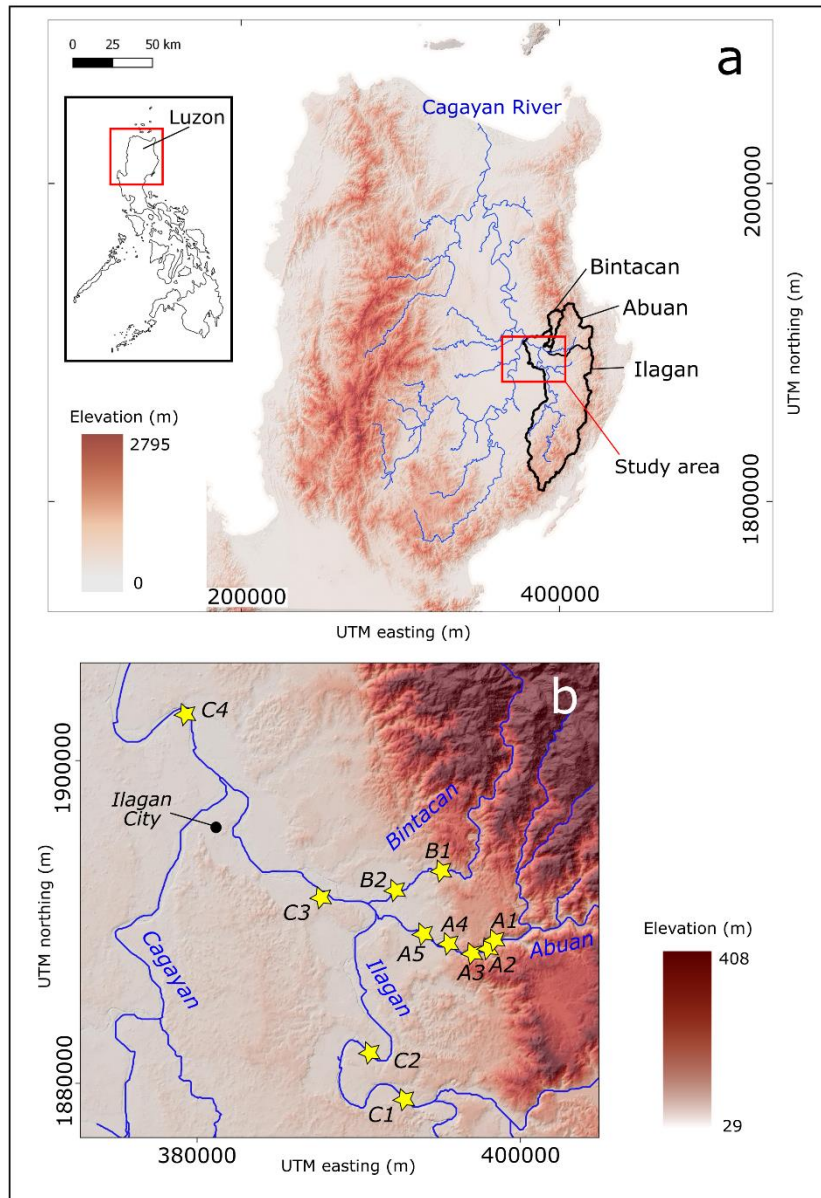 0 25 50 km
a
Luzon
Cagayan River
2000000
Bintacan
Abuan
Ilagan
Elevation (m)
2795
0
Study area
UTM northing (m)
1800000
200000
400000
UTM easting (m)
b
C4
1900000
Ilagan
City
Bintacan
B1
B2
C3
A4
A1
A5
A3
A2
Abuan
Cagayan
Ilagan
UTM northing (m)
Elevation (m)
408
29
C2
C1
1880000
380000
400000
UTM easting (m)